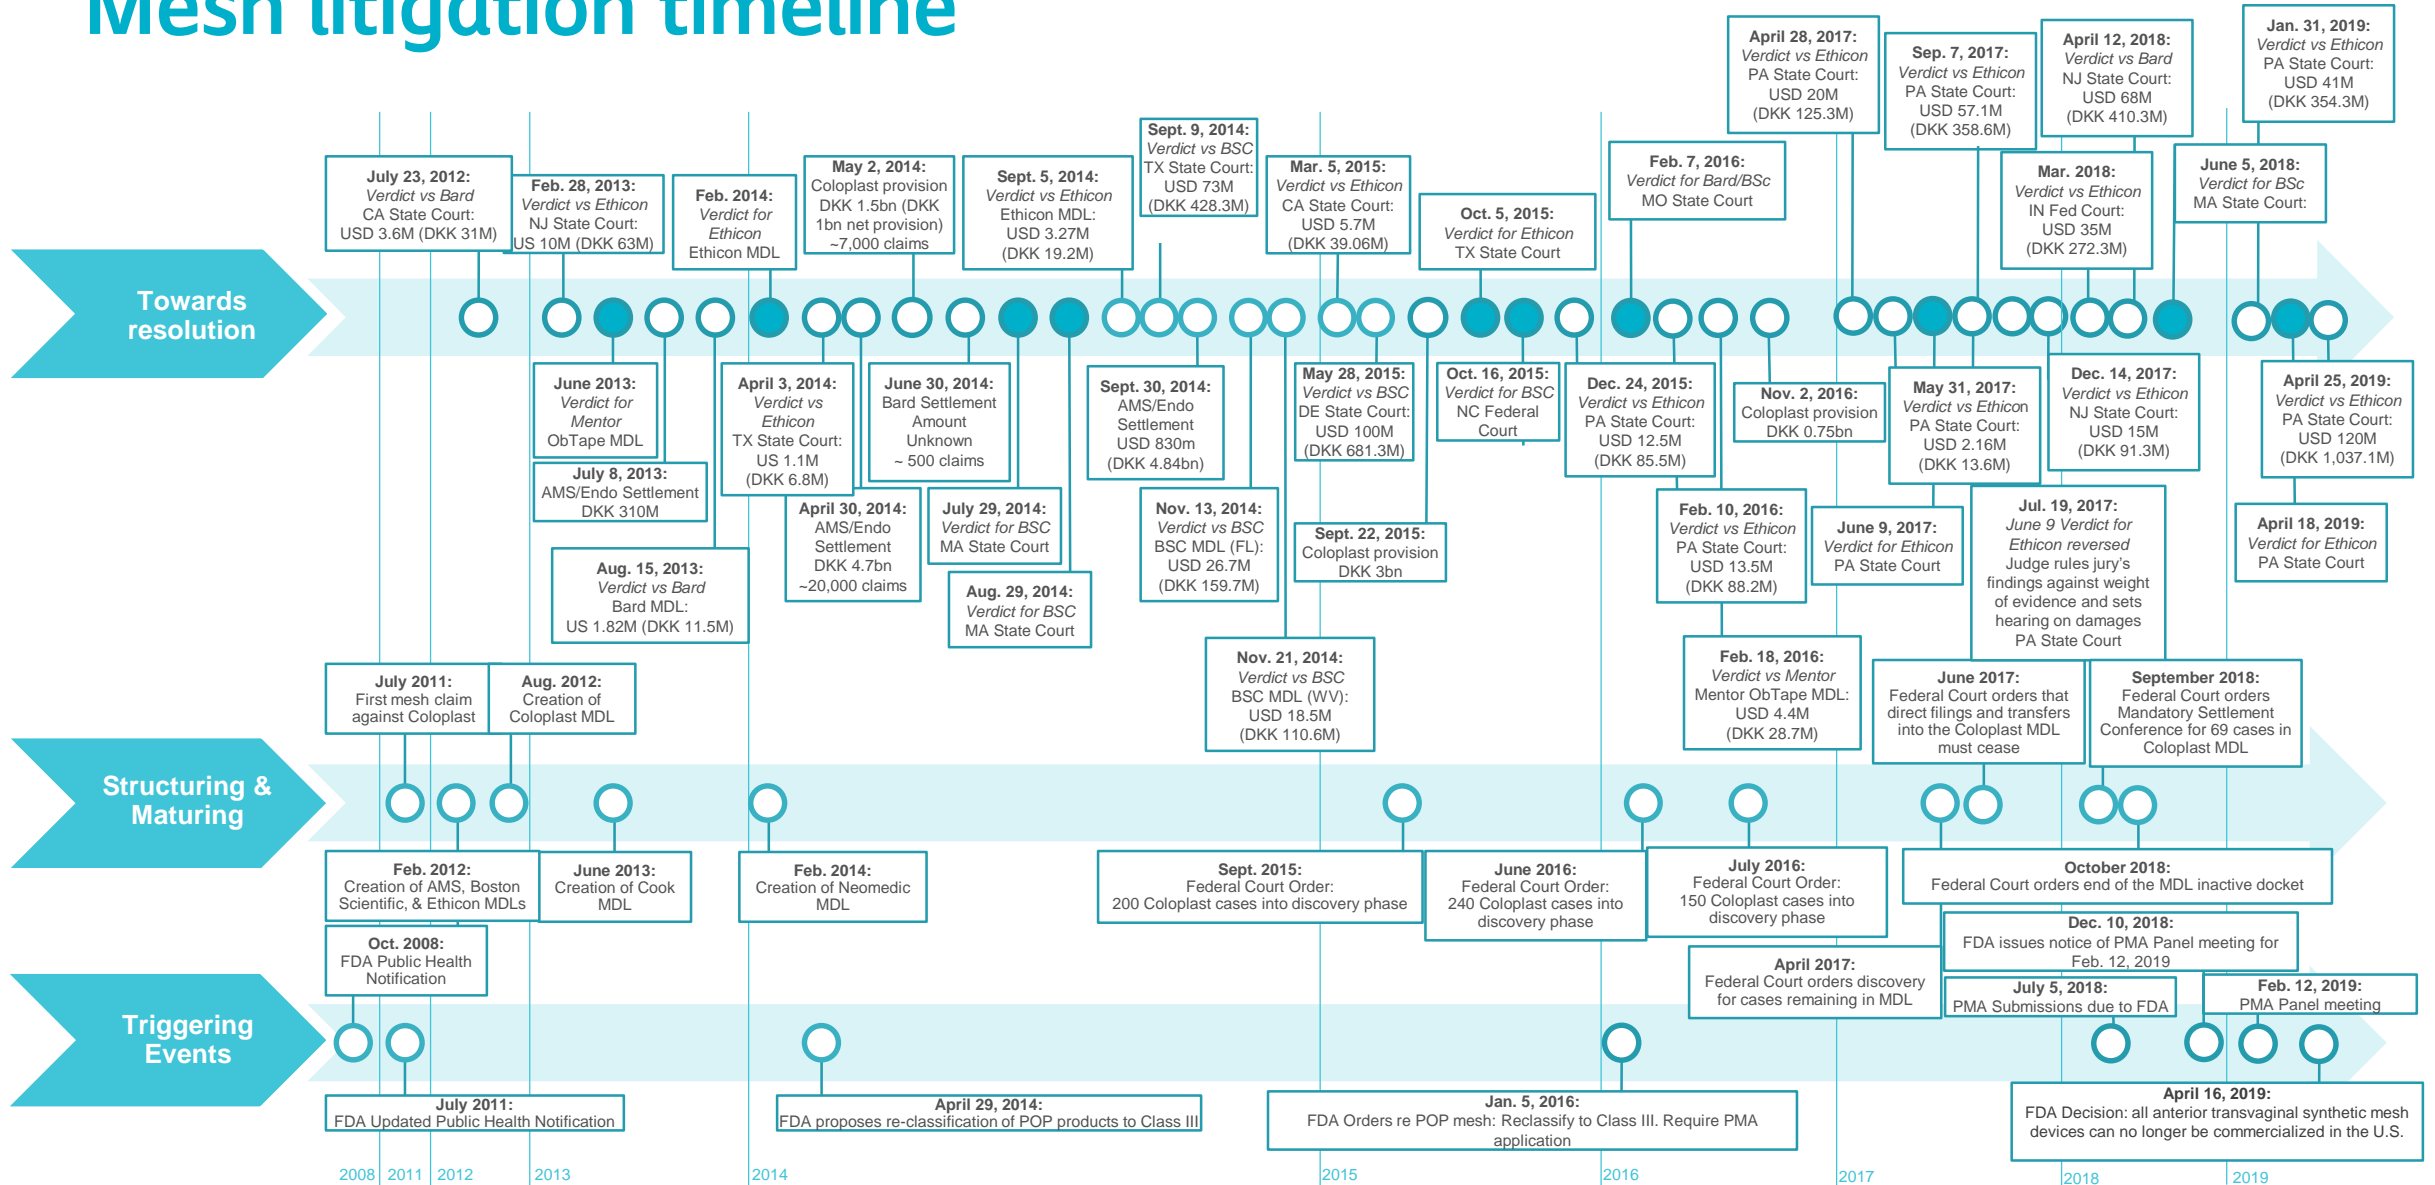 Mesh litigation timeline
Towards
resolution
July 23, 2012:
Verdict vs Bard
CA State Court:
USD 3.6M (DKK 31M)
Feb. 28, 2013:
Verdict vs Ethicon
NJ State Court:
US 10M (DKK 63M)
Feb. 2014:
Verdict for
Ethicon
Ethicon MDL
May 2, 2014:
Coloplast provision
DKK 1.5bn (DKK
1bn net provision)
~7,000 claims
Sept. 5, 2014:
Verdict vs Ethicon
Ethicon MDL:
USD 3.27M
(DKK 19.2M)
Sept. 9, 2014:
Verdict vs BSC
TX State Court:
USD 73M
(DKK 428.3M)
Mar. 5, 2015:
Verdict vs Ethicon
CA State Court:
USD 5.7M
(DKK 39.06M)
Oct. 5, 2015:
Verdict for Ethicon
TX State Court
Feb. 7, 2016:
Verdict for Bard/BSc
MO State Court
April 28, 2017:
Verdict vs Ethicon
PA State Court:
USD 20M
(DKK 125.3M)
Sep. 7, 2017:
Verdict vs Ethicon
PA State Court:
USD 57.1M
(DKK 358.6M)
Mar. 2018:
Verdict vs Ethicon
IN Fed Court:
USD 35M
(DKK 272.3M)
April 12, 2018:
Verdict vs Bard
NJ State Court:
USD 68M
(DKK 410.3M)
June 5, 2018:
Verdict for BSc
MA State Court:
Jan. 31, 2019:
Verdict vs Ethicon
PA State Court:
USD 41M
(DKK 354.3M)
June 2013:
Verdict for
Mentor
ObTape MDL
July 8, 2013:
AMS/Endo Settlement
DKK 310M
Aug. 15, 2013:
Verdict vs Bard
Bard MDL:
US 1.82M (DKK 11.5M)
April 3, 2014:
Verdict vs
Ethicon
TX State Court:
US 1.1M
(DKK 6.8M)
April 30, 2014:
AMS/Endo
Settlement
DKK 4.7bn
~20,000 claims
June 30, 2014:
Bard Settlement
Amount
Unknown
~ 500 claims
July 29, 2014:
Verdict for BSC
MA State Court
Aug. 29, 2014:
Verdict for BSC
MA State Court
Sept. 30, 2014:
AMS/Endo
Settlement
USD 830m
(DKK 4.84bn)
Nov. 13, 2014:
Verdict vs BSC
BSC MDL (FL):
USD 26.7M
(DKK 159.7M)
Nov. 21, 2014:
Verdict vs BSC
BSC MDL (WV):
USD 18.5M
(DKK 110.6M)
May 28, 2015:
Verdict vs BSC
DE State Court:
USD 100M
(DKK 681.3M)
Sept. 22, 2015:
Coloplast provision
DKK 3bn
Oct. 16, 2015:
Verdict for BSC
NC Federal
Court
Dec. 24, 2015:
Verdict vs Ethicon
PA State Court:
USD 12.5M
(DKK 85.5M)
Feb. 10, 2016:
Verdict vs Ethicon
PA State Court:
USD 13.5M
(DKK 88.2M)
Feb. 18, 2016:
Verdict vs Mentor
Mentor ObTape MDL:
USD 4.4M
(DKK 28.7M)
Nov. 2, 2016:
Coloplast provision
DKK 0.75bn
May 31, 2017:
Verdict vs Ethicon
PA State Court:
USD 2.16M
(DKK 13.6M)
June 9, 2017:
Verdict for Ethicon
PA State Court
Jul. 19, 2017:
June 9 Verdict for
Ethicon reversed
Judge rules jury's
findings against weight
of evidence and sets
hearing on damages
PA State Court
Dec. 14, 2017:
Verdict vs Ethicon
NJ State Court:
USD 15M
(DKK 91.3M)
April 25, 2019:
Verdict vs Ethicon
PA State Court:
USD 120M
(DKK 1,037.1M)
April 18, 2019:
Verdict for Ethicon
PA State Court
Structuring &
Maturing
July 2011:
First mesh claim
against Coloplast
Aug. 2012:
Creation of
Coloplast MDL
June 2017:
Federal Court orders that
direct filings and transfers
into the Coloplast MDL
must cease
September 2018:
Federal Court orders
Mandatory Settlement
Conference for 69 cases in
Coloplast MDL
Feb. 2012:
Creation of AMS, Boston
Scientific, & Ethicon MDLs
June 2013:
Creation of Cook
MDL
Feb. 2014:
Creation of Neomedic
MDL
Sept. 2015:
Federal Court Order:
200 Coloplast cases into discovery phase
June 2016:
Federal Court Order:
240 Coloplast cases into
discovery phase
July 2016:
Federal Court Order:
150 Coloplast cases into
discovery phase
April 2017:
Federal Court orders discovery
for cases remaining in MDL
October 2018:
Federal Court orders end of the MDL inactive docket
Triggering
Events
Oct. 2008:
FDA Public Health
Notification
Dec. 10, 2018:
FDA issues notice of PMA Panel meeting for
Feb. 12, 2019
July 5, 2018:
PMA Submissions due to FDA
Feb. 12, 2019:
PMA Panel meeting
July 2011:
FDA Updated Public Health Notification
April 29, 2014:
FDA proposes re-classification of POP products to Class III
Jan. 5, 2016:
FDA Orders re POP mesh: Reclassify to Class III. Require PMA
application
April 16, 2019:
FDA Decision: all anterior transvaginal synthetic mesh
devices can no longer be commercialized in the U.S.
2008 2011 2012 2013 2014 2015 2016 2017 2018 2019